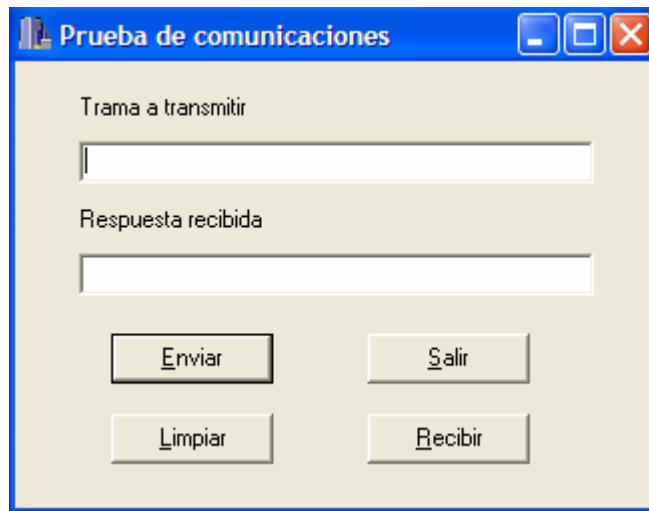 Prueba de comunicaciones
Trama a transmitir
Respuesta recibida
Enviar
Salir
Limpiar
Recibir